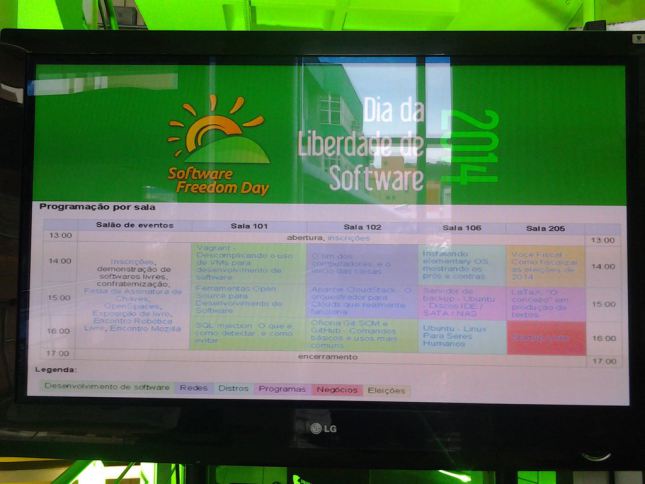 Software
Freedom Day
Dia da
Liberdade de
Software
2014
Programação por sala
Salão de eventos Sala 101 Sala 102 Sala 106 Sala 205
13:00 abertura, inscrições 13:00
14:00
Inscrições,
demonstração de
softwares livres,
confraternização,
Festa da Assinatura de
Chaves,
OpenSpaces,
Exposição de livro,
Encontro Robótica
Livre, Encontro Mozilla
Vagrant -
Descomplicando o uso
de VMs para
desenvolvimento de
software
O fim dos
computadores, e o
início das coisas
Instalando
elementary OS,
mostrando os
prós e contras
Você Fiscal -
Como fiscalizar
as eleições de
2014
14:00
15:00
Ferramentas Open
Source para
Desenvolvimento de
Software
Apache CloudStack - O
orquestrador para
Clouds que realmente
funciona
Servidor de
backup - Ubuntu
- Discos IDE /
SATA / NAS
LaTeX: "O
conceito" em
produção de
textos
15:00
16:00
SQL Injection: O que é,
como detectar, e como
evitar
Oficina Git SCM e
GitHub - Comandos
básicos e usos mais
comuns
Ubuntu - Linux
Para Seres
Humanos
16:00
17:00 encerramento 17:00
Legenda:
Desenvolvimento de software Redes Distros Programas Negócios Eleições
LG